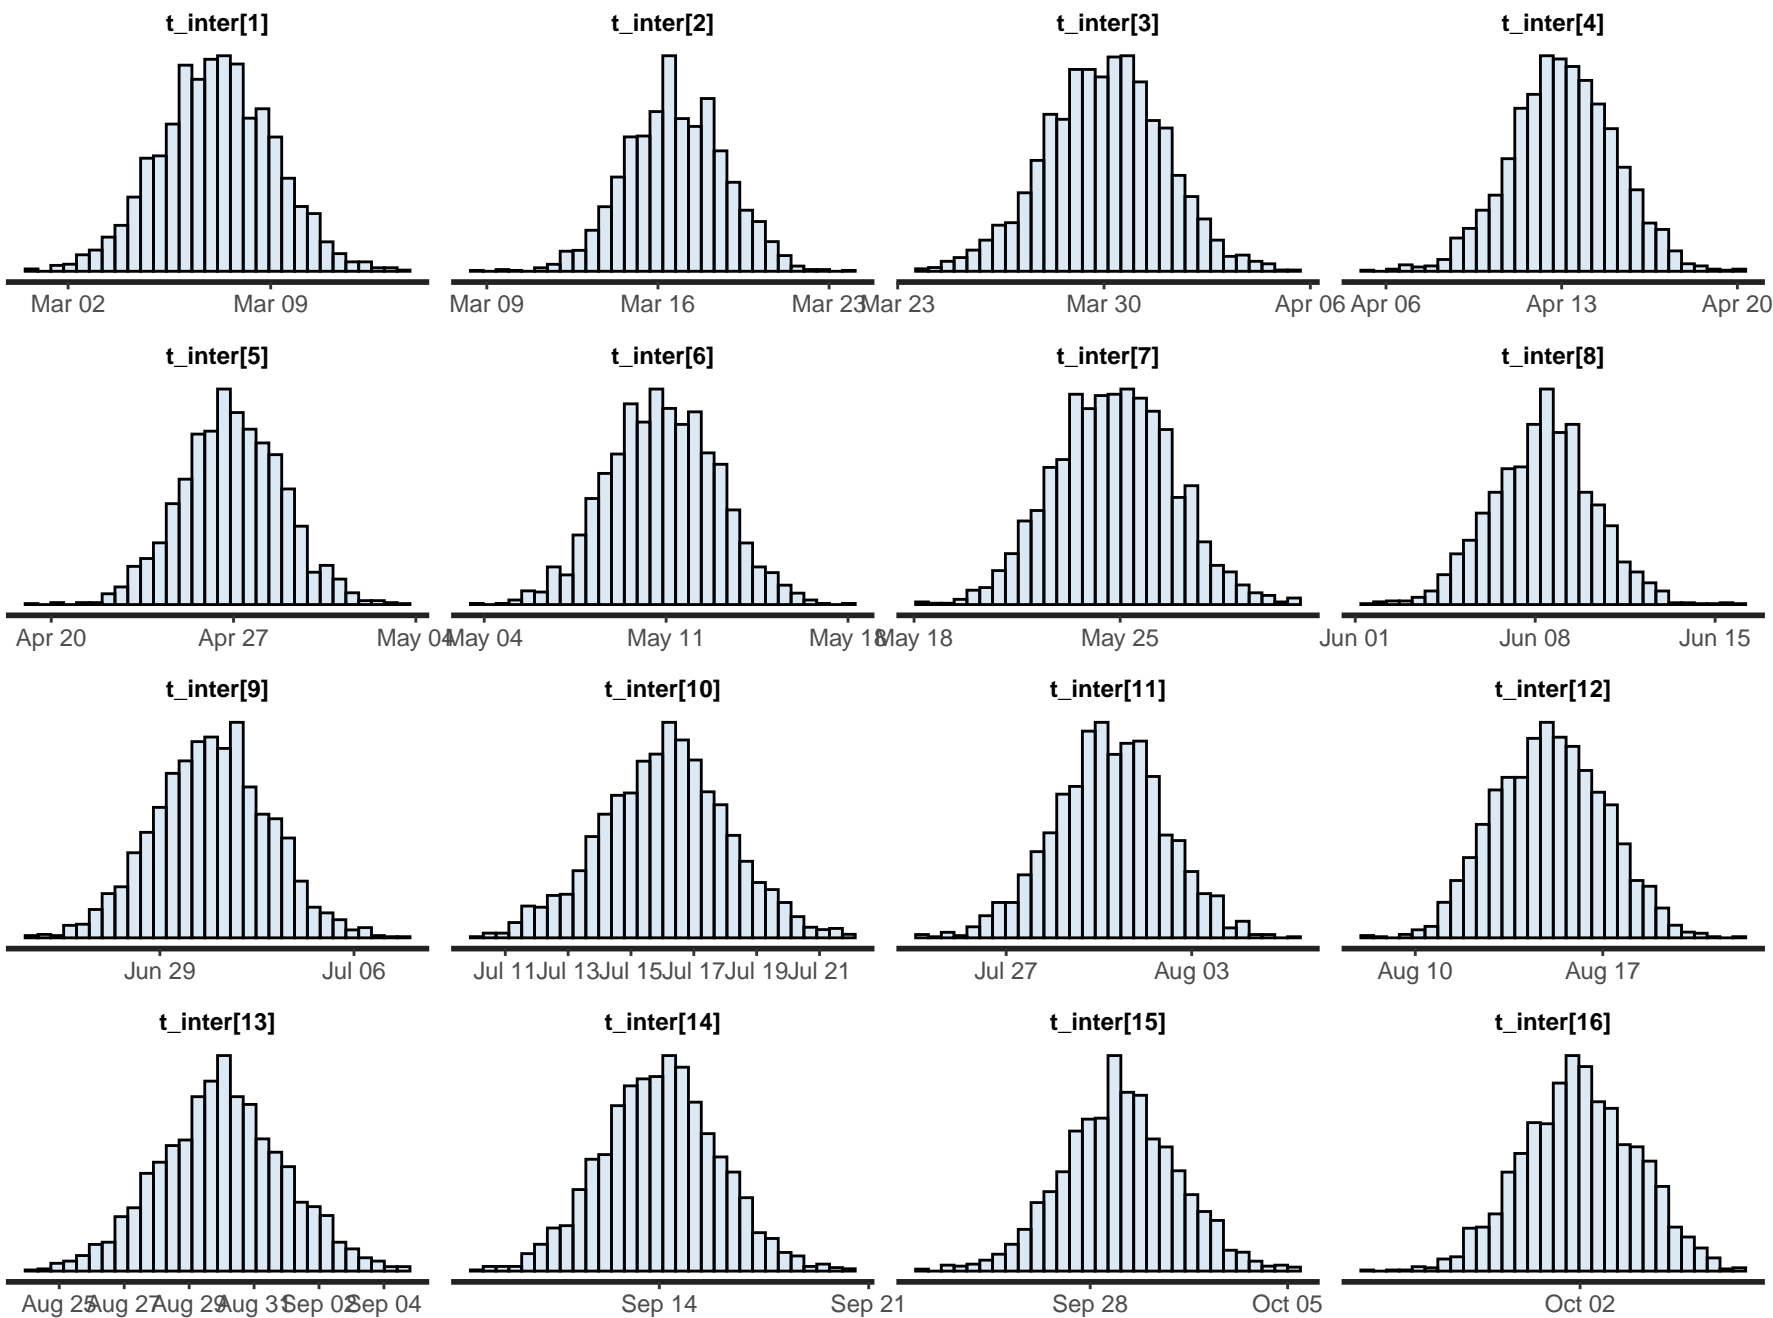 t_inter[1] t_inter[2] t_inter[3] t_inter[4]
Mar 02 Mar 09 Mar 09 Mar 16 Mar 23 Mar 23 Mar 30 Apr 06 Apr 06 Apr 13 Apr 20
t_inter[5] t_inter[6] t_inter[7] t_inter[8]
Apr 20 Apr 27 May 04 May 04 May 11 May 18 May 18 May 25 Jun 01 Jun 08 Jun 15
t_inter[9] t_inter[10] t_inter[11] t_inter[12]
Jun 29 Jul 06 Jul 11 Jul 13 Jul 15 Jul 17 Jul 19 Jul 21 Jul 27 Aug 03 Aug 10 Aug 17
t_inter[13] t_inter[14] t_inter[15] t_inter[16]
Aug 25 Aug 27 Aug 29 Aug 31 Sep 02 Sep 04 Sep 14 Sep 21 Sep 28 Oct 05 Oct 02